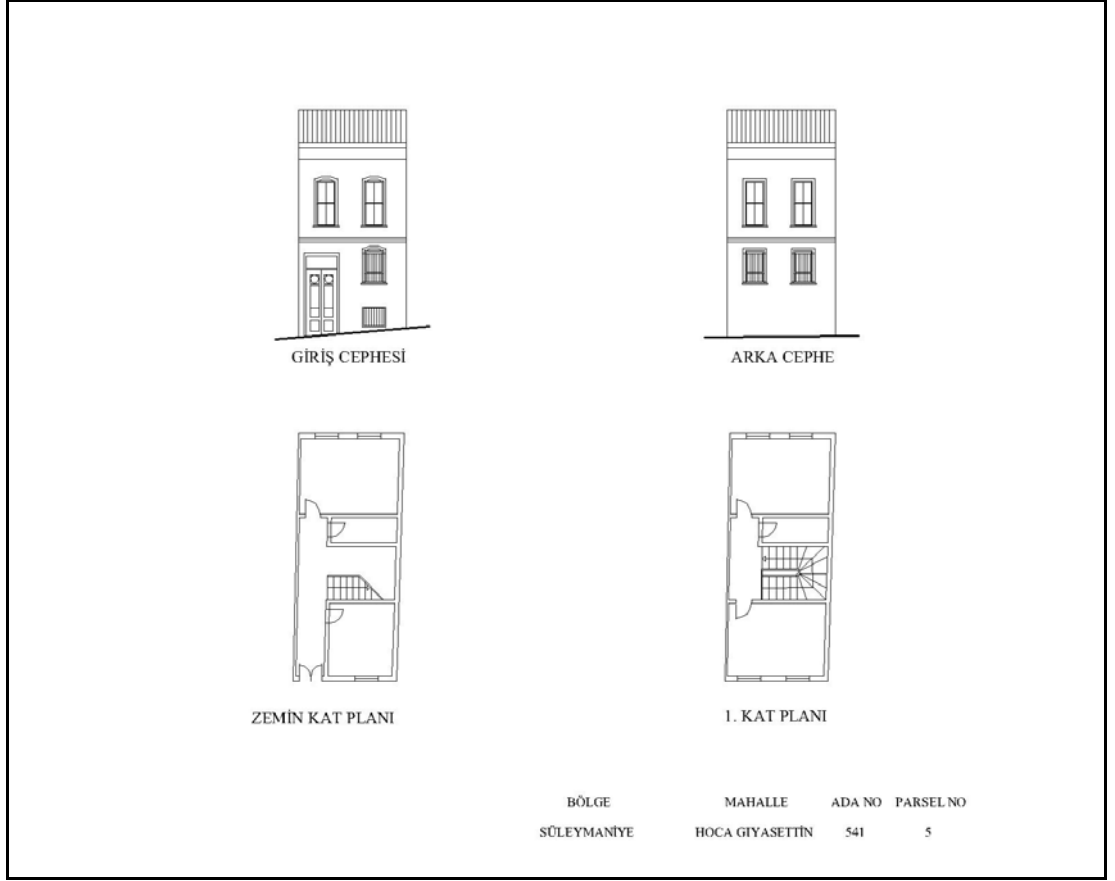 GİRİŞ CEPHESİ
ARKA CEPHE
ZEMİN KAT PLANI
1. KAT PLANI
BÖLGE MAHALLE ADA NO PARSEL NO
SÜLEYMANİYE HOCA GIYASETTİN 541 5